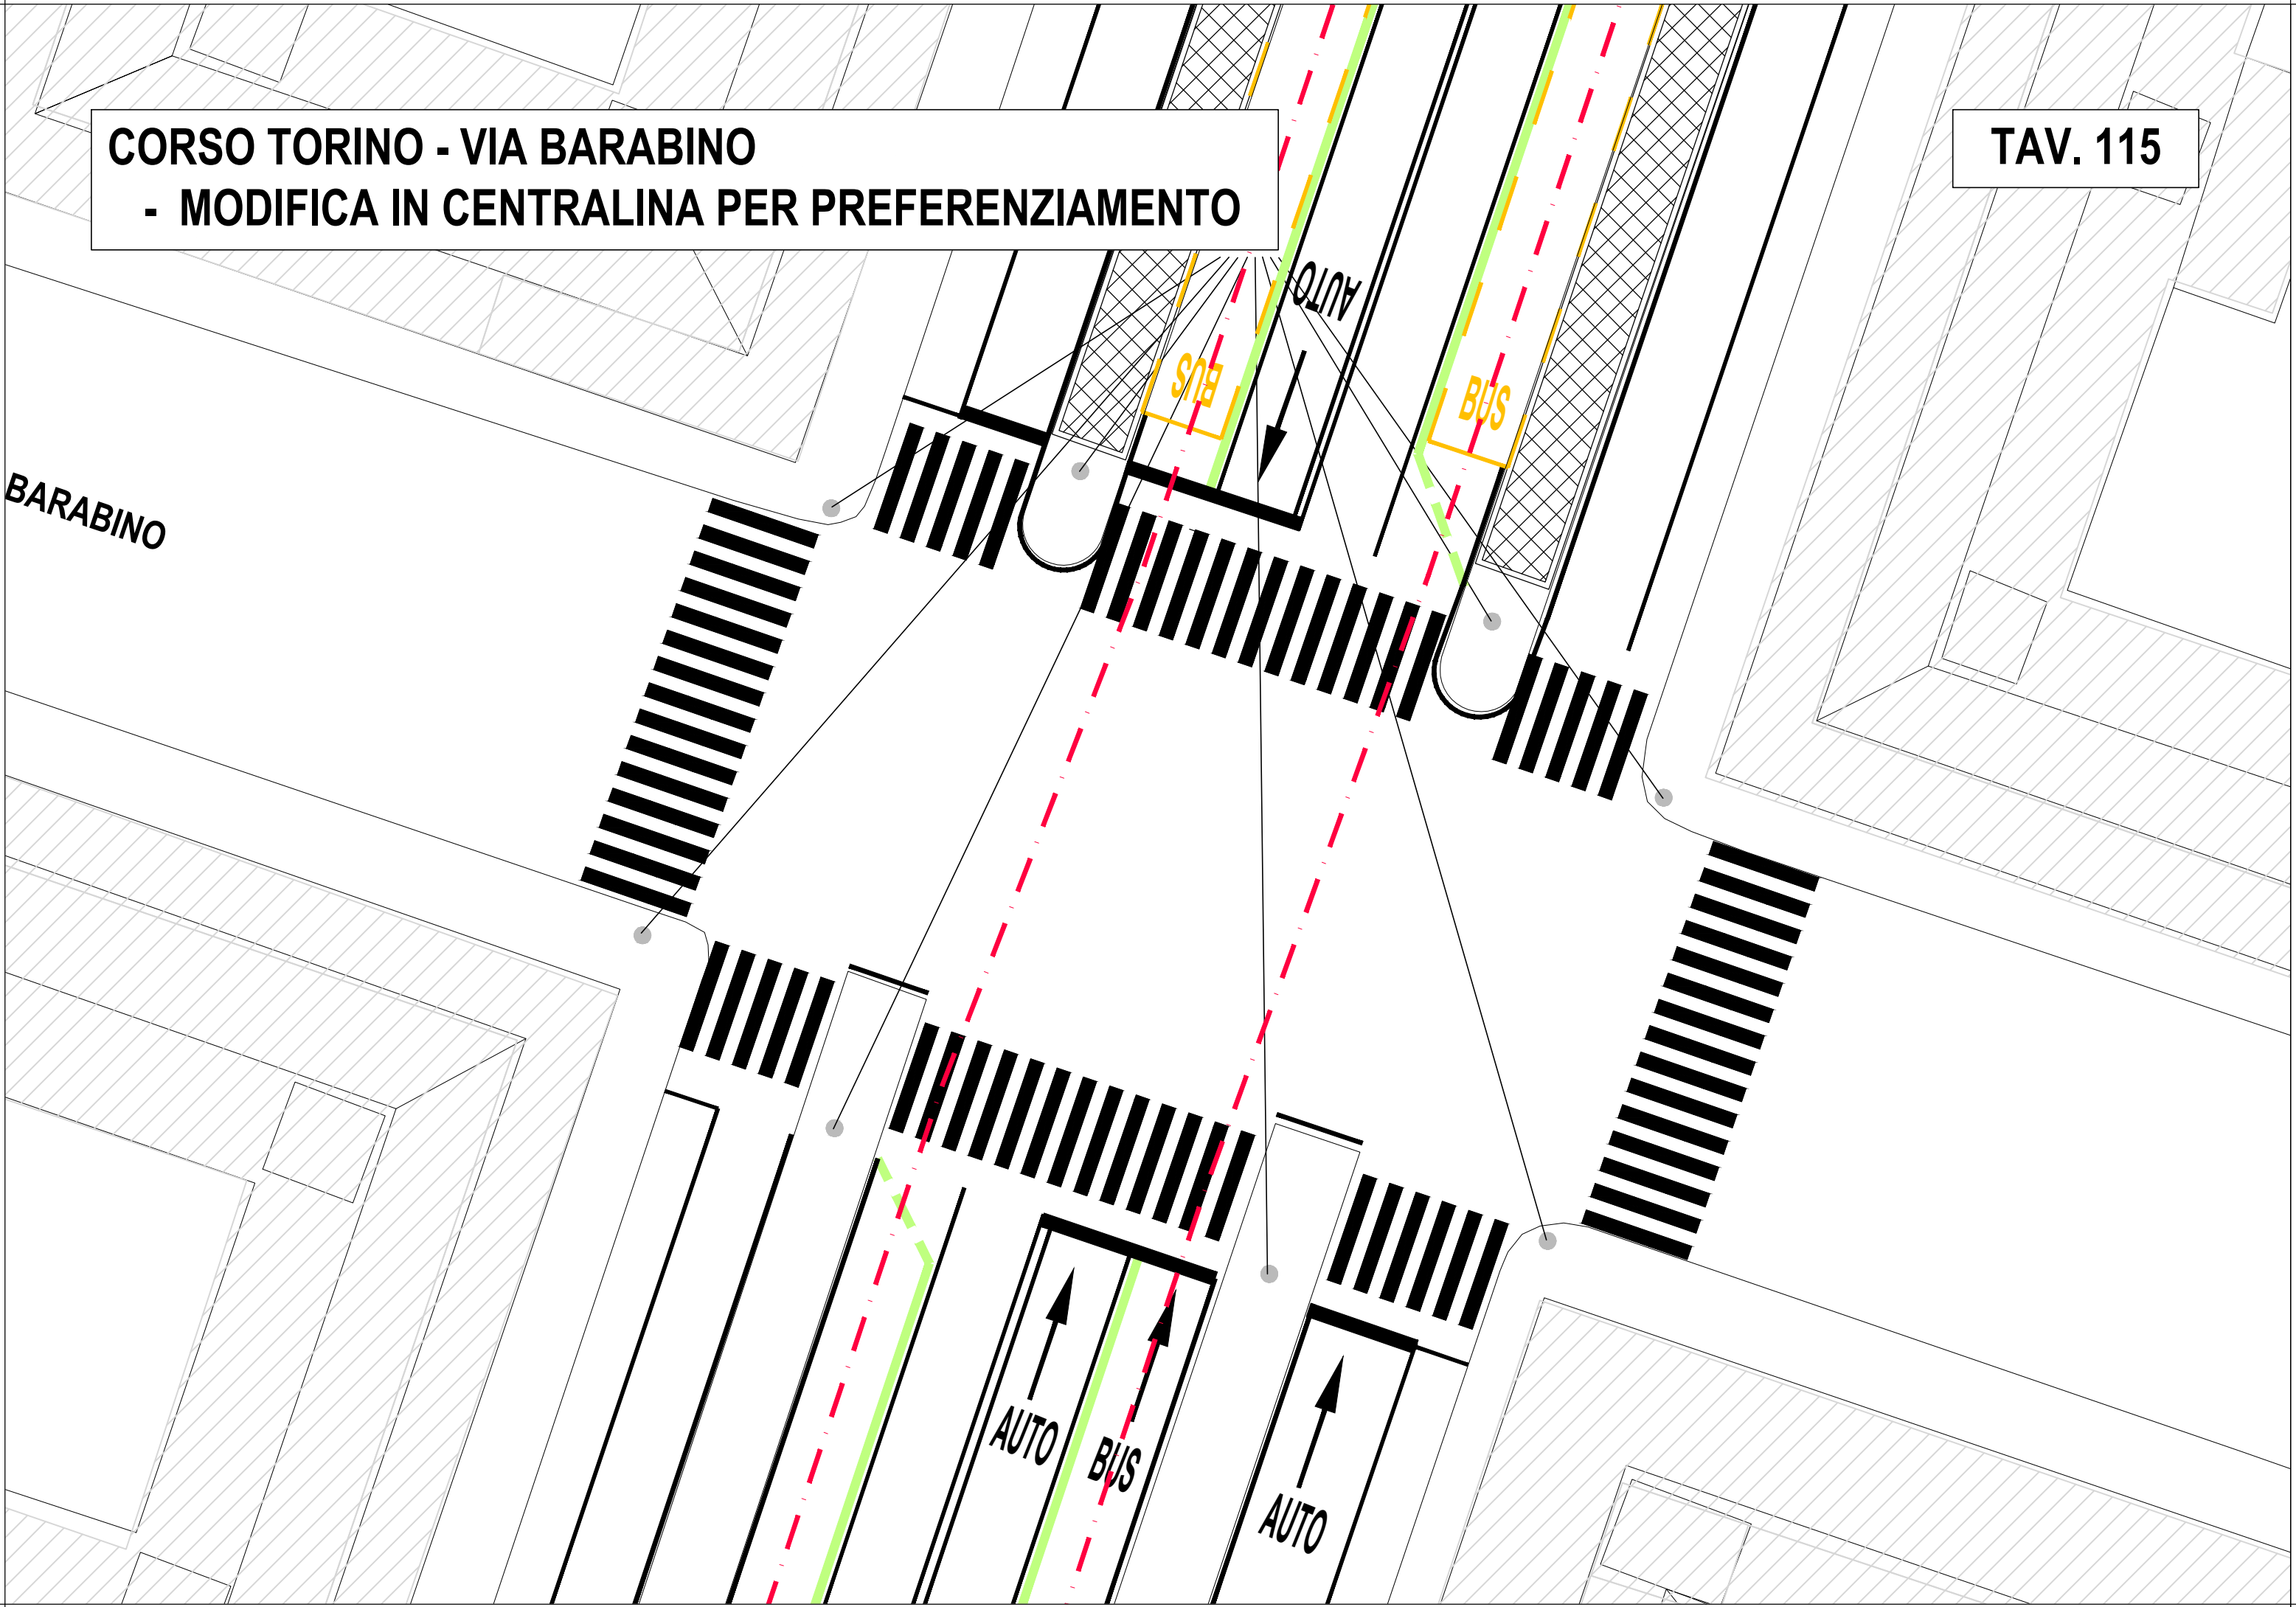 CORSO TORINO - VIA BARABINO
- MODIFICA IN CENTRALINA PER PREFERENZIAMENTO
TAV. 115
AUTO
BUS
BUS
BARABINO
AUTO
BUS
AUTO